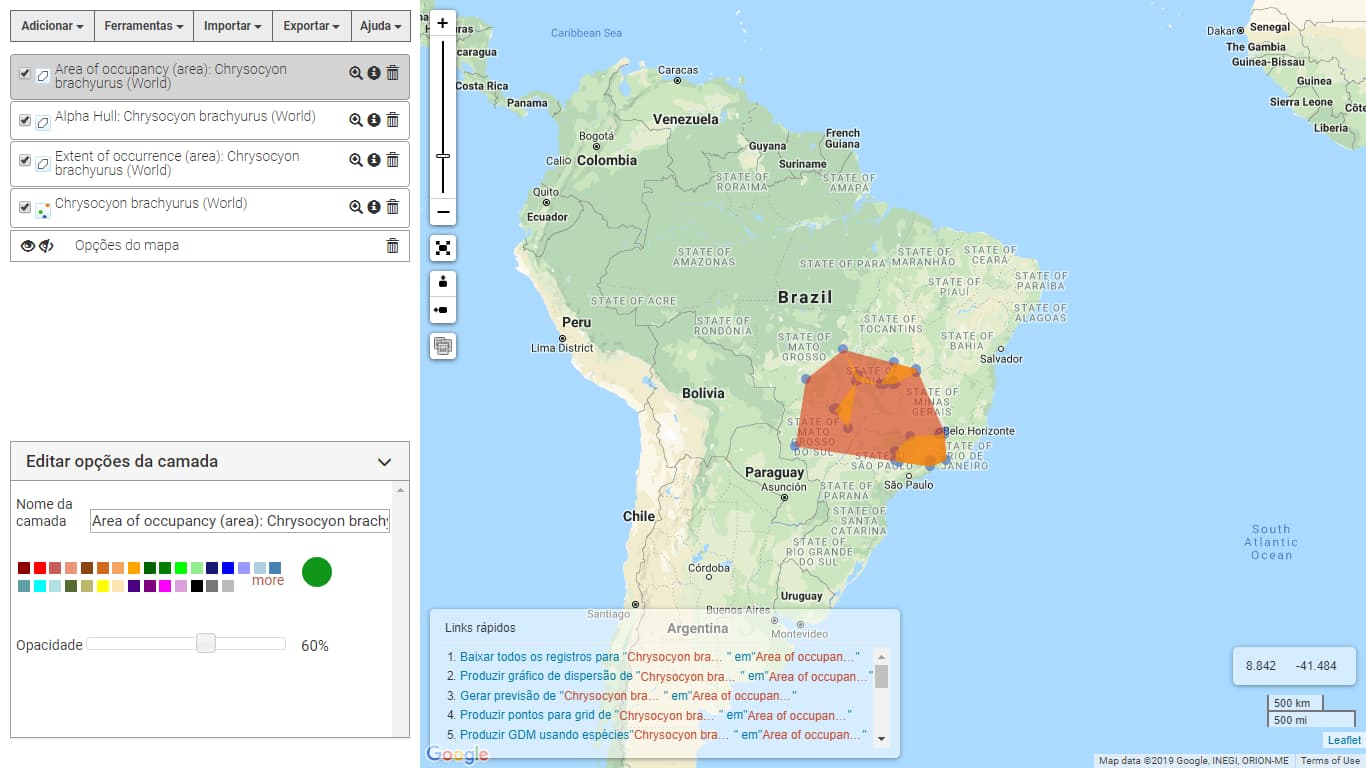 Adicionar Ferramentas Importar Exportar Ajuda
Area of occupancy (area): Chrysocyon
brachyurus (World)
Alpha Hull: Chrysocyon brachyurus (World)
Extent of occurrence (area): Chrysocyon
brachyurus (World)
Chrysocyon brachyurus (World)
Opções do mapa
Editar opções da camada
Nome da
camada
Area of occupancy (area): Chrysocyon brachy
more
Opacidade
60%
+
−
Caribbean Sea
caragua
Costa Rica
Panama
Caracas
Venezuela
Bogotá
Cali
Colombia
Guyana
Suriname
French
Guiana
Quito
Ecuador
STATE OF
RORAIMA
STATE OF
AMAPÁ
STATE OF
AMAZONAS
STATE OF PARÁ
STATE OF
MARANHÃO
STATE OF
CEARÁ
STATE OF
PARAÍBA
STATE OF
PIAUÍ
STATE OF
ALAGOAS
STATE OF ACRE
Brazil
STATE OF
RONDÔNIA
STATE OF
TOCANTINS
Peru
Lima District
STATE OF
MATO
GROSSO
STATE OF
BAHIA
Salvador
Bolivia
STATE OF
MINAS
GERAIS
STATE OF
MATO
GROSSO
DO SUL
Belo Horizonte
STATE OF
SÃO PAULO
STATE OF
RIO DE
JANEIRO
São Paulo
Paraguay
Asunción
STATE OF
PARANÁ
STATE OF
SANTA
CATARINA
Chile
STATE OF
RIO GRANDE
DO SUL
Córdoba
Uruguay
Santiago
Buenos Aires
Argentina
Montevideo
Dakar
Senegal
The Gambia
Guinea-Bissau
Guinea
Sierra Leone
Côte
Liberia
South
Atlantic
Ocean
Links rápidos
1. Baixar todos os registros para "Chrysocyon bra... " em"Area of occupan..."
2. Produzir gráfico de dispersão de "Chrysocyon bra... " em"Area of occupan..."
3. Gerar previsão de "Chrysocyon bra... " em"Area of occupan..."
4. Produzir pontos para grid de "Chrysocyon bra... " em"Area of occupan..."
5. Produzir GDM usando espécies"Chrysocyon bra... " em"Area of occupan..."
Google
8.842 -41.484
500 km
500 mi
Leaflet
Map data ©2019 Google, INEGI, ORION-ME Terms of Use